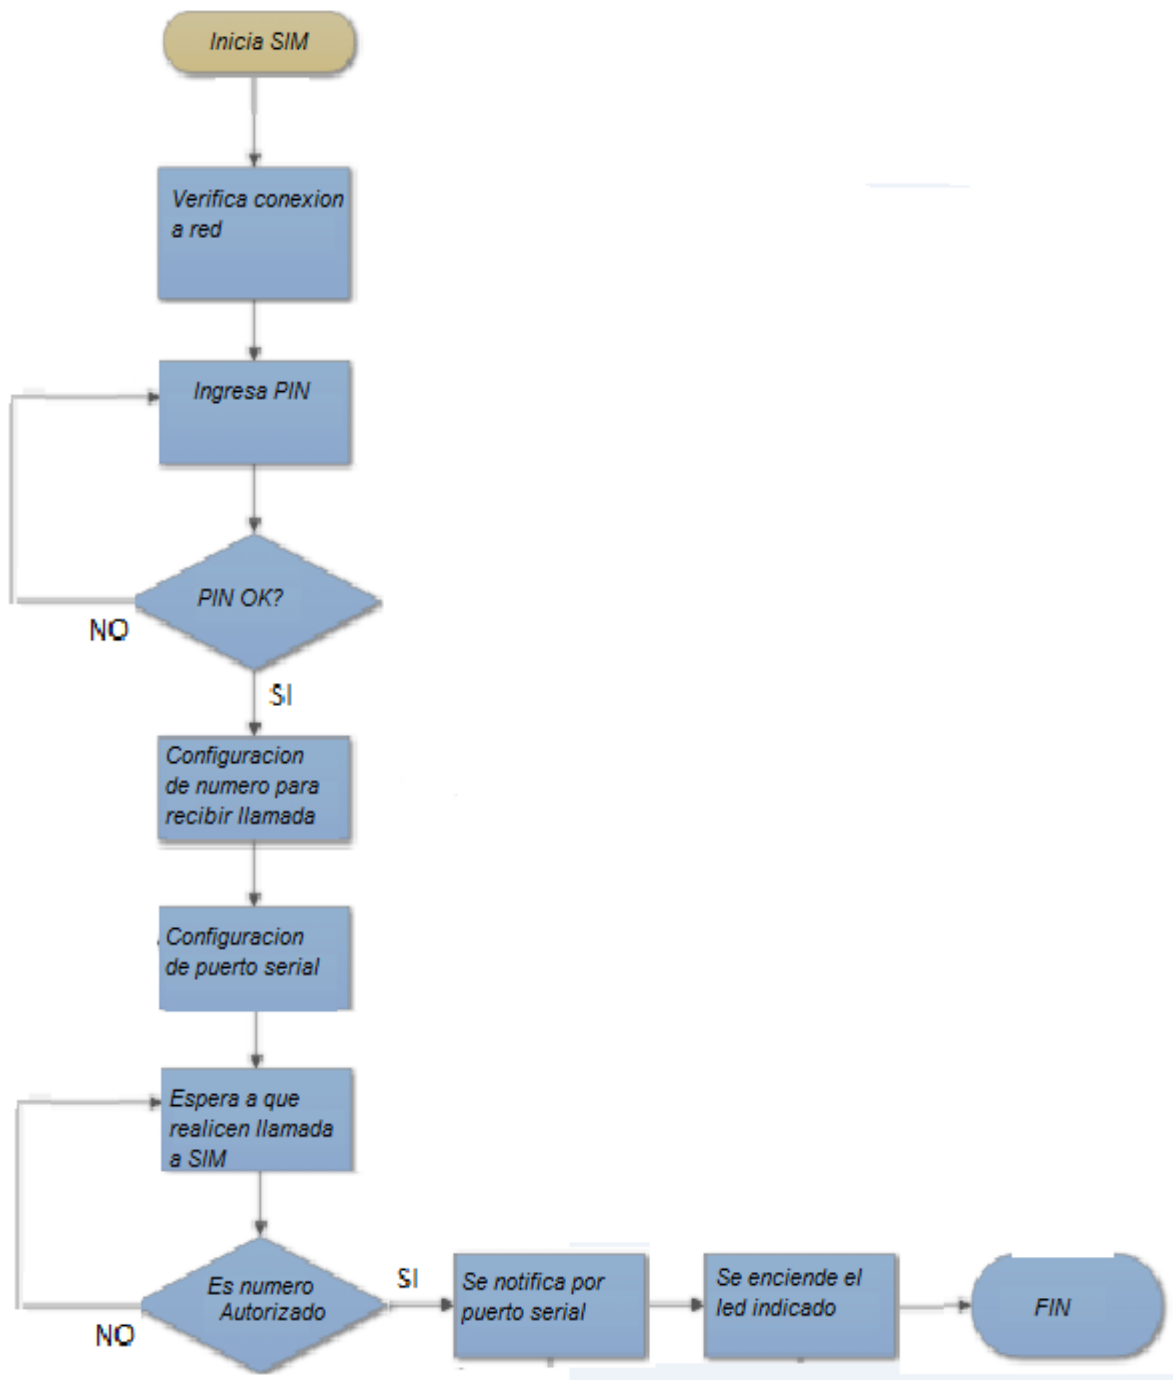 Inicia SIM
Verifica conexion
a red
Ingresa PIN
PIN OK?
NO
SI
Configuracion
de numero para
recibir llamada
Configuracion
de puerto serial
Espera a que
realicen llamada
a SIM
Es numero
Autorizado
NO
SI
Se notifica por
puerto serial
Se enciende el
led indicado
FIN